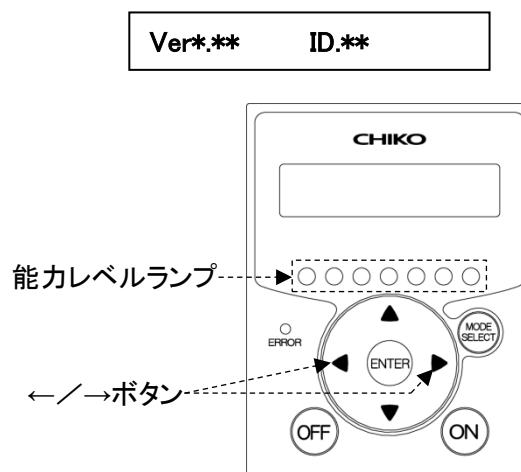 Ver*.** ID.**
CHIKO
能力レベルランプ
ERROR
MODE
SELECT
ENTER
←／→ボタン
OFF
ON